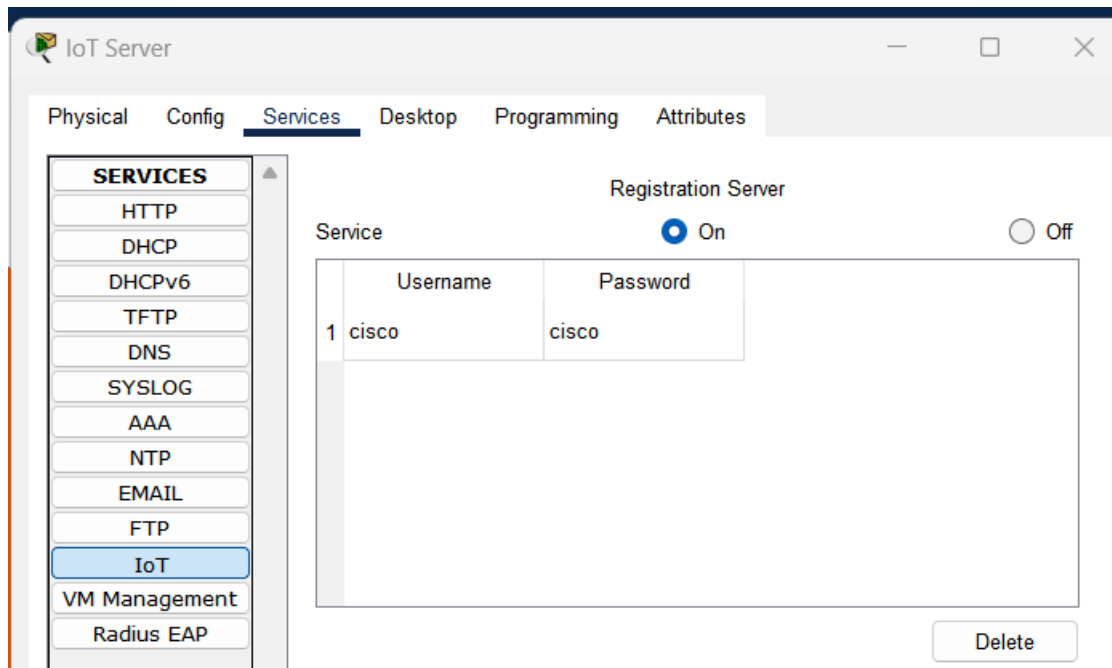 IoT Server
Physical Config Services Desktop Programming Attributes
SERVICES
HTTP
DHCP
DHCPv6
TFTP
DNS
SYSLOG
AAA
NTP
EMAIL
FTP
IoT
VM Management
Radius EAP
Registration Server
Service On Off
Username Password
1 cisco cisco
Delete